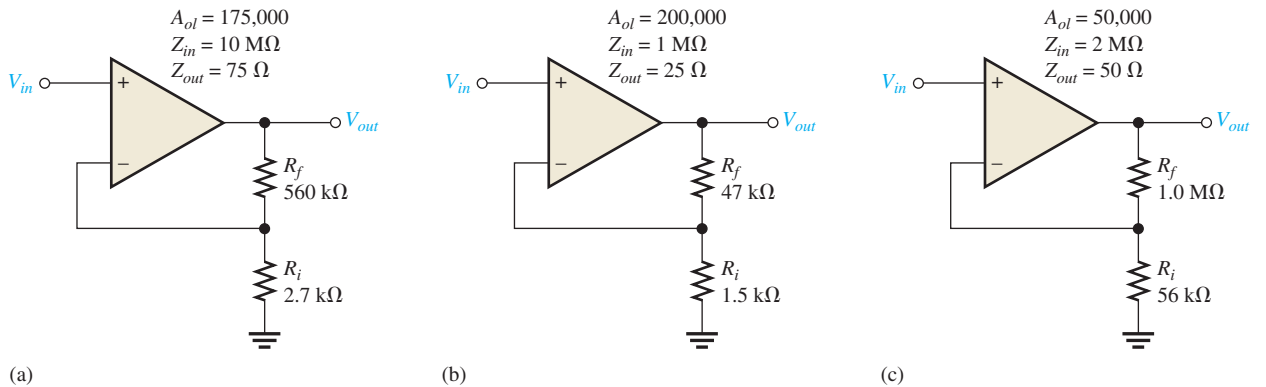 A_ol = 175,000
Z_in = 10 MΩ
Z_out = 75 Ω
V_in
+
−
V_out
R_f
560 kΩ
R_i
2.7 kΩ
(a)
A_ol = 200,000
Z_in = 1 MΩ
Z_out = 25 Ω
V_in
+
−
V_out
R_f
47 kΩ
R_i
1.5 kΩ
(b)
A_ol = 50,000
Z_in = 2 MΩ
Z_out = 50 Ω
V_in
+
−
V_out
R_f
1.0 MΩ
R_i
56 kΩ
(c)